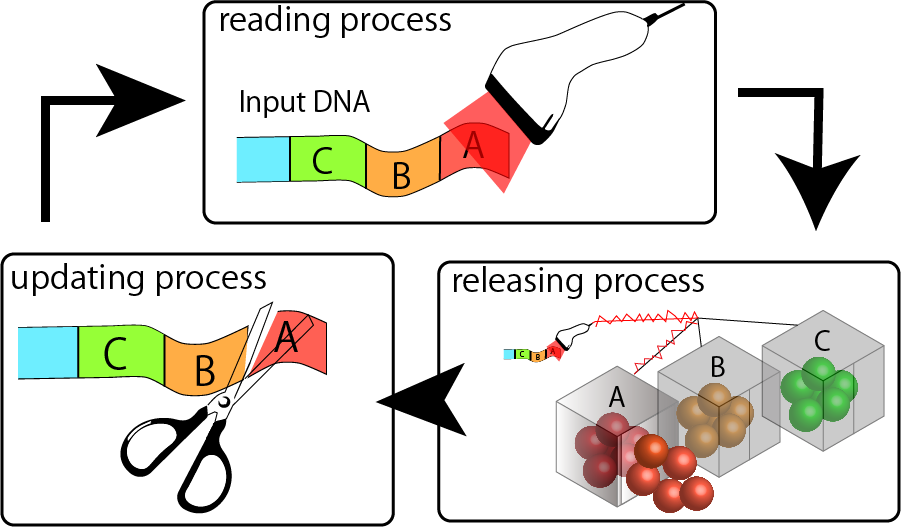 reading process
Input DNA
C B A
updating process
C B A
releasing process
C B A
A B C